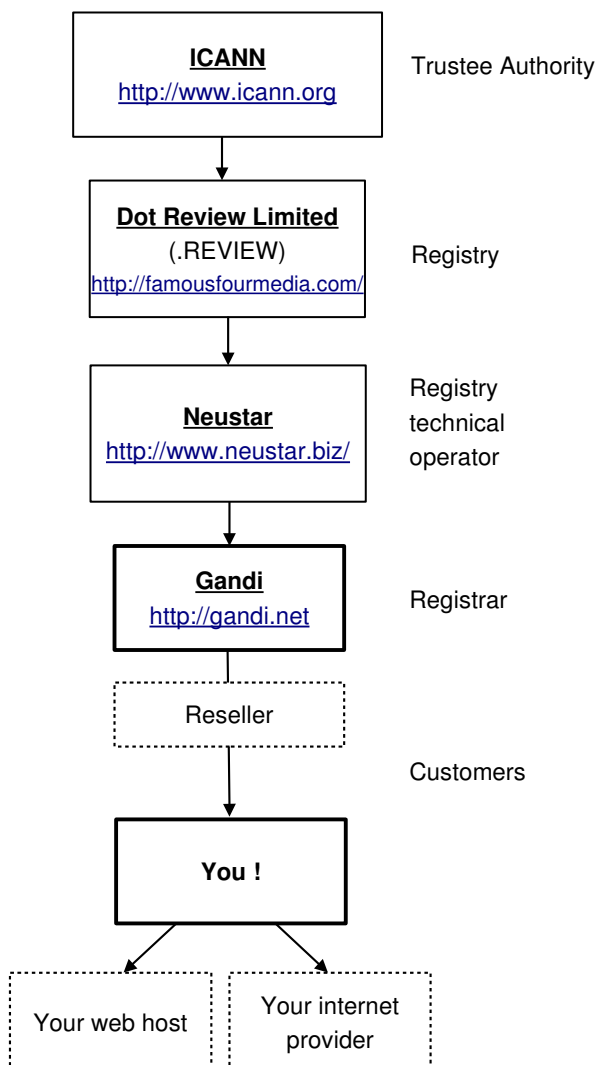 ICANN
http://www.icann.org
Trustee Authority
Dot Review Limited
(.REVIEW)
http://famousfourmedia.com/
Registry
Neustar
http://www.neustar.biz/
Registry
technical
operator
Gandi
http://gandi.net
Registrar
Reseller
Customers
You !
Your web host
Your internet
provider